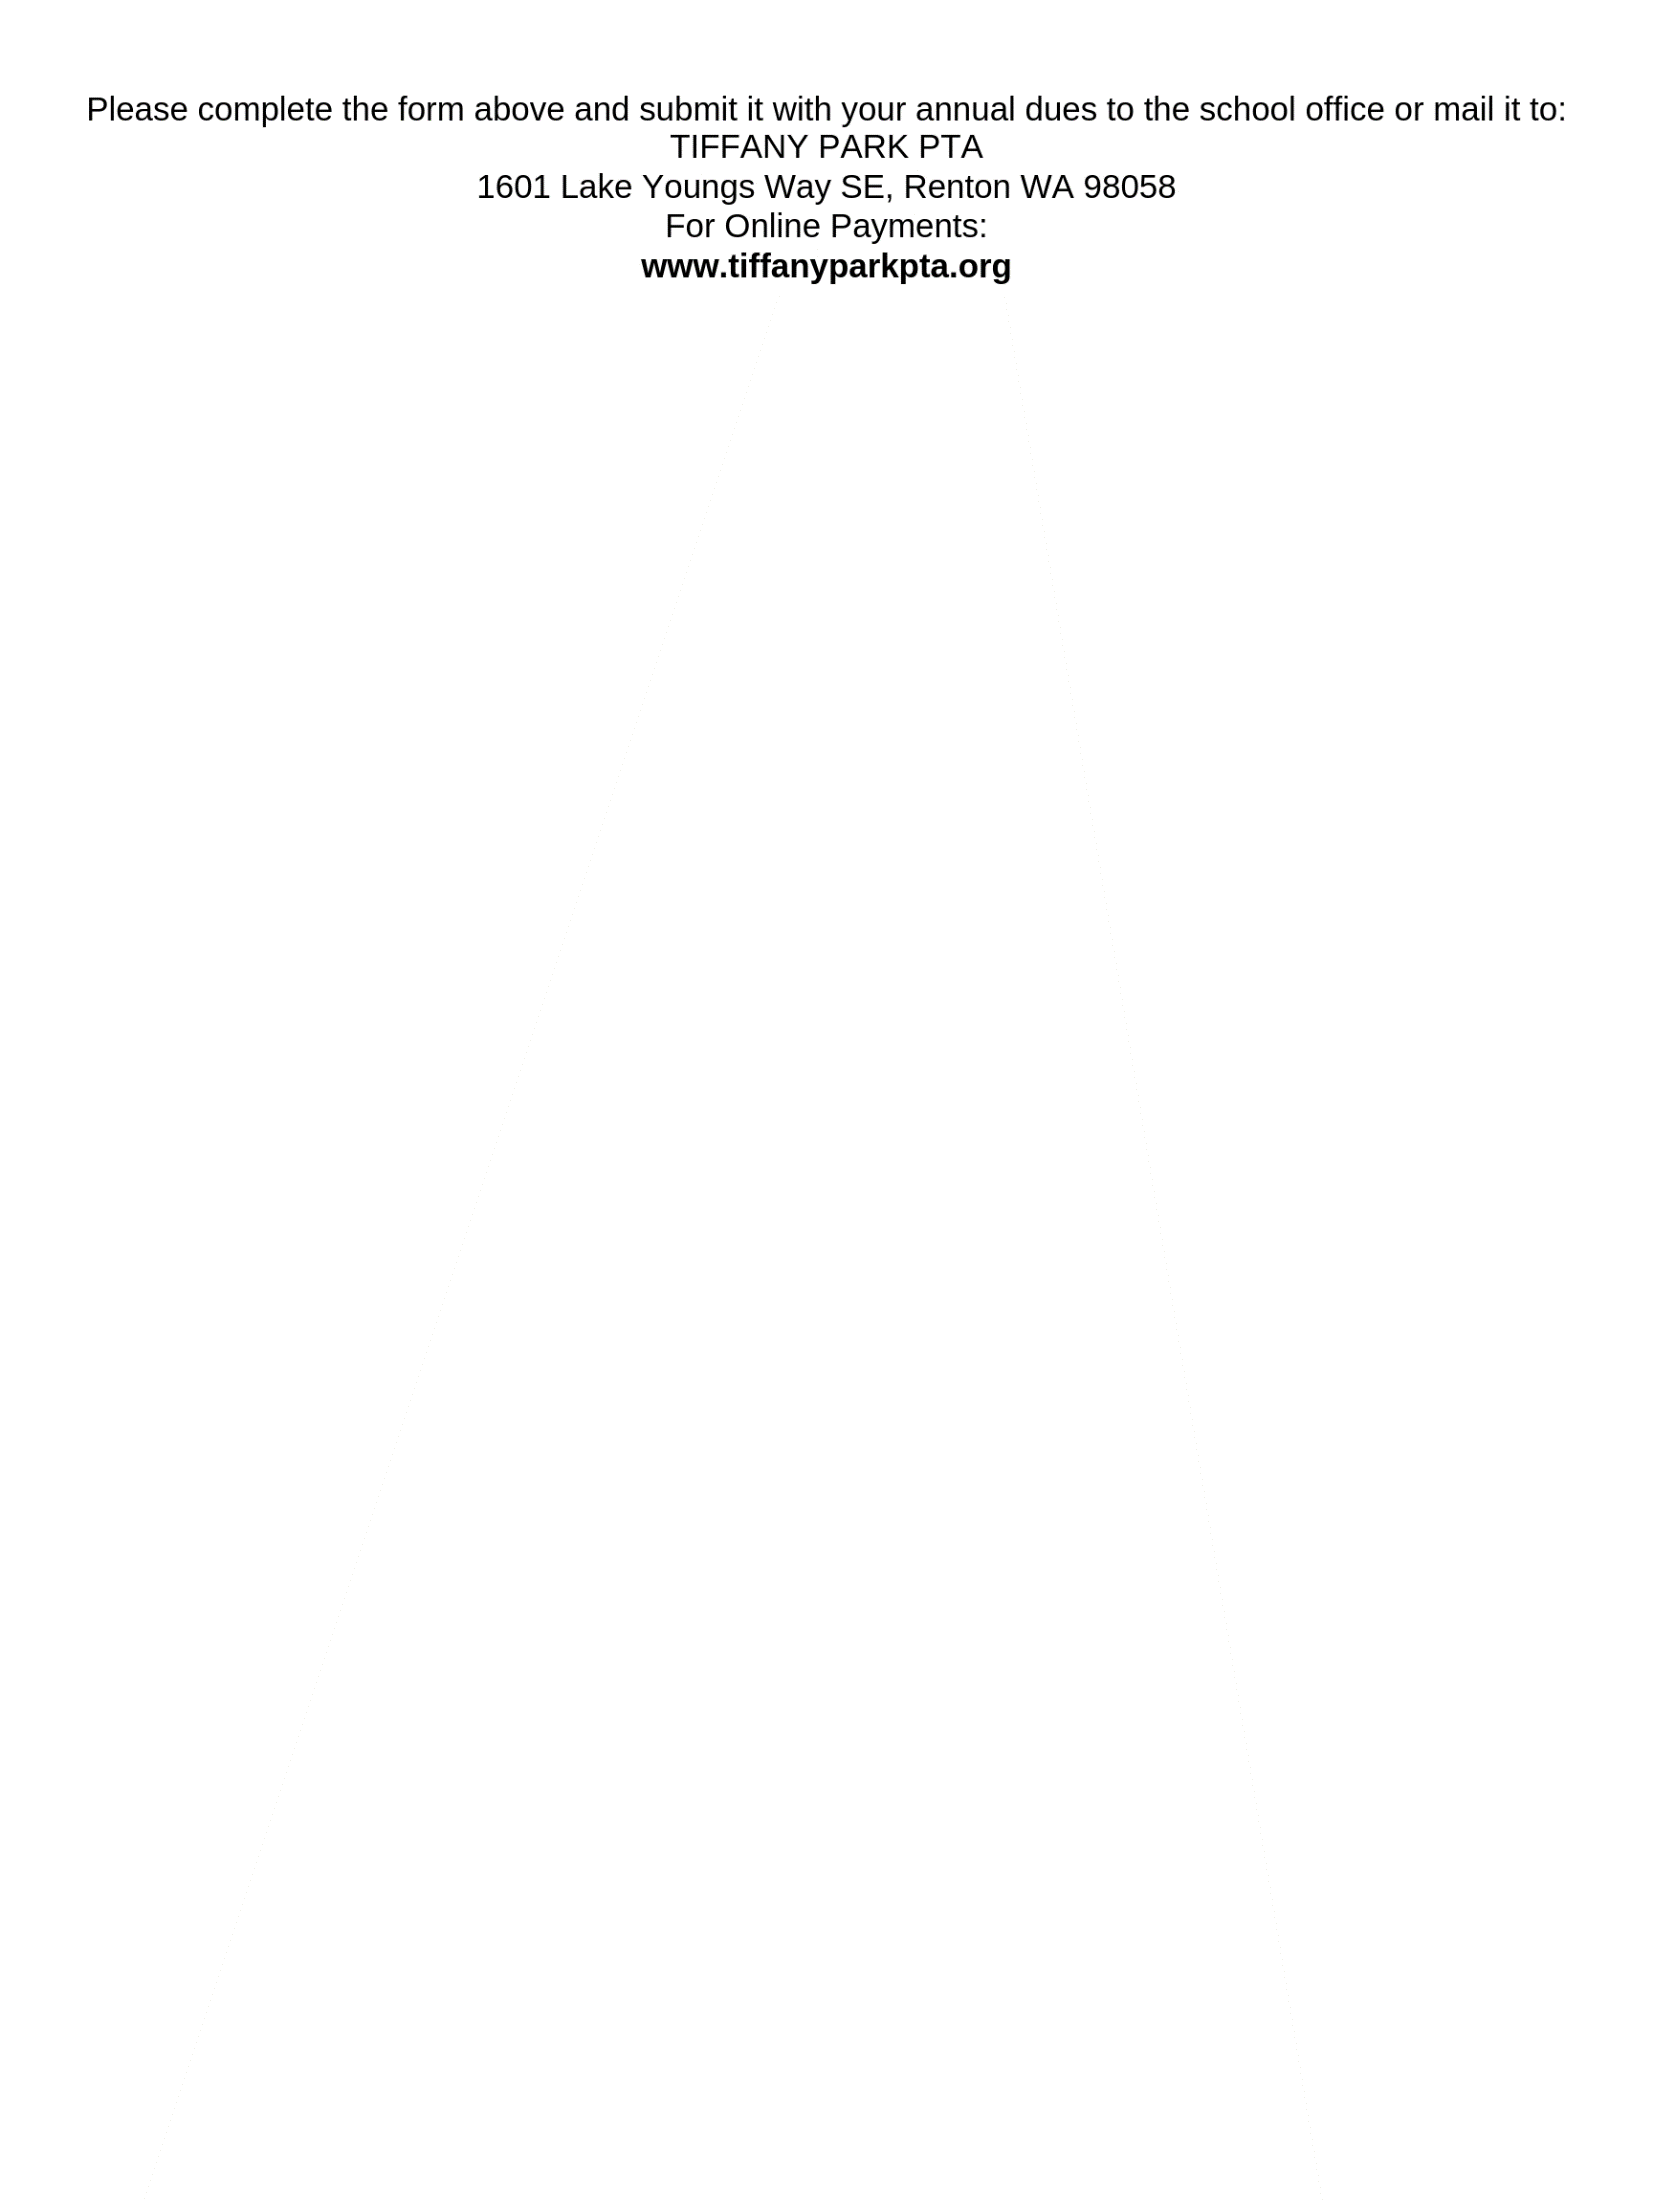 Please complete the form above and submit it with your annual dues to the school office or mail it to:
TIFFANY PARK PTA
1601 Lake Youngs Way SE, Renton WA 98058
For Online Payments:
www.tiffanyparkpta.org